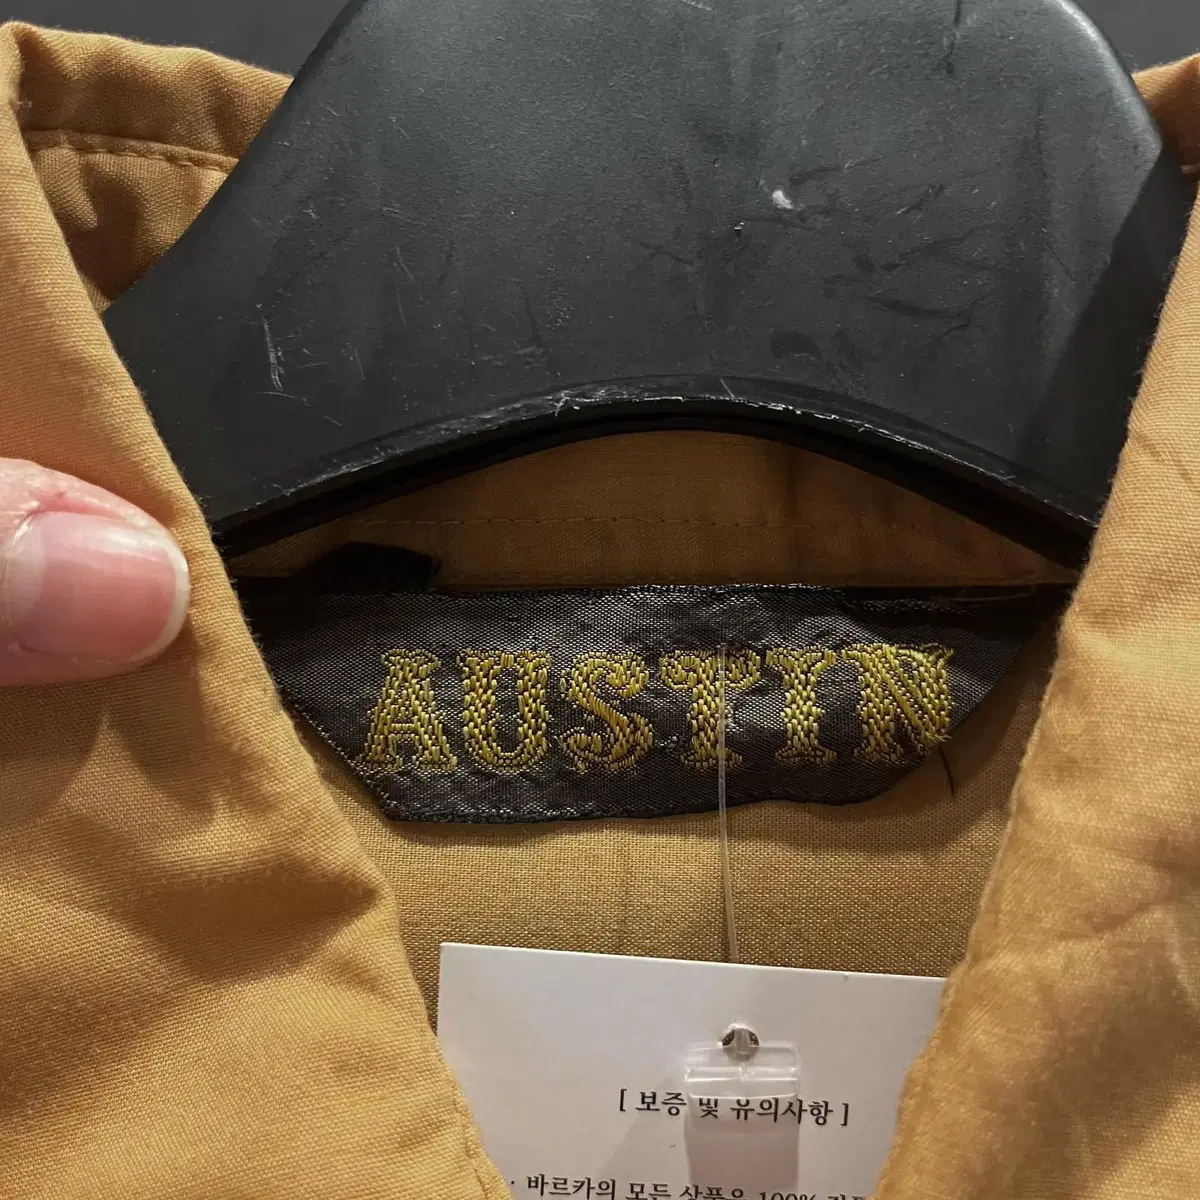 AUSTIN
[ 보증 및 유의사항 ]
· 바르카의 모든 상품은 100%